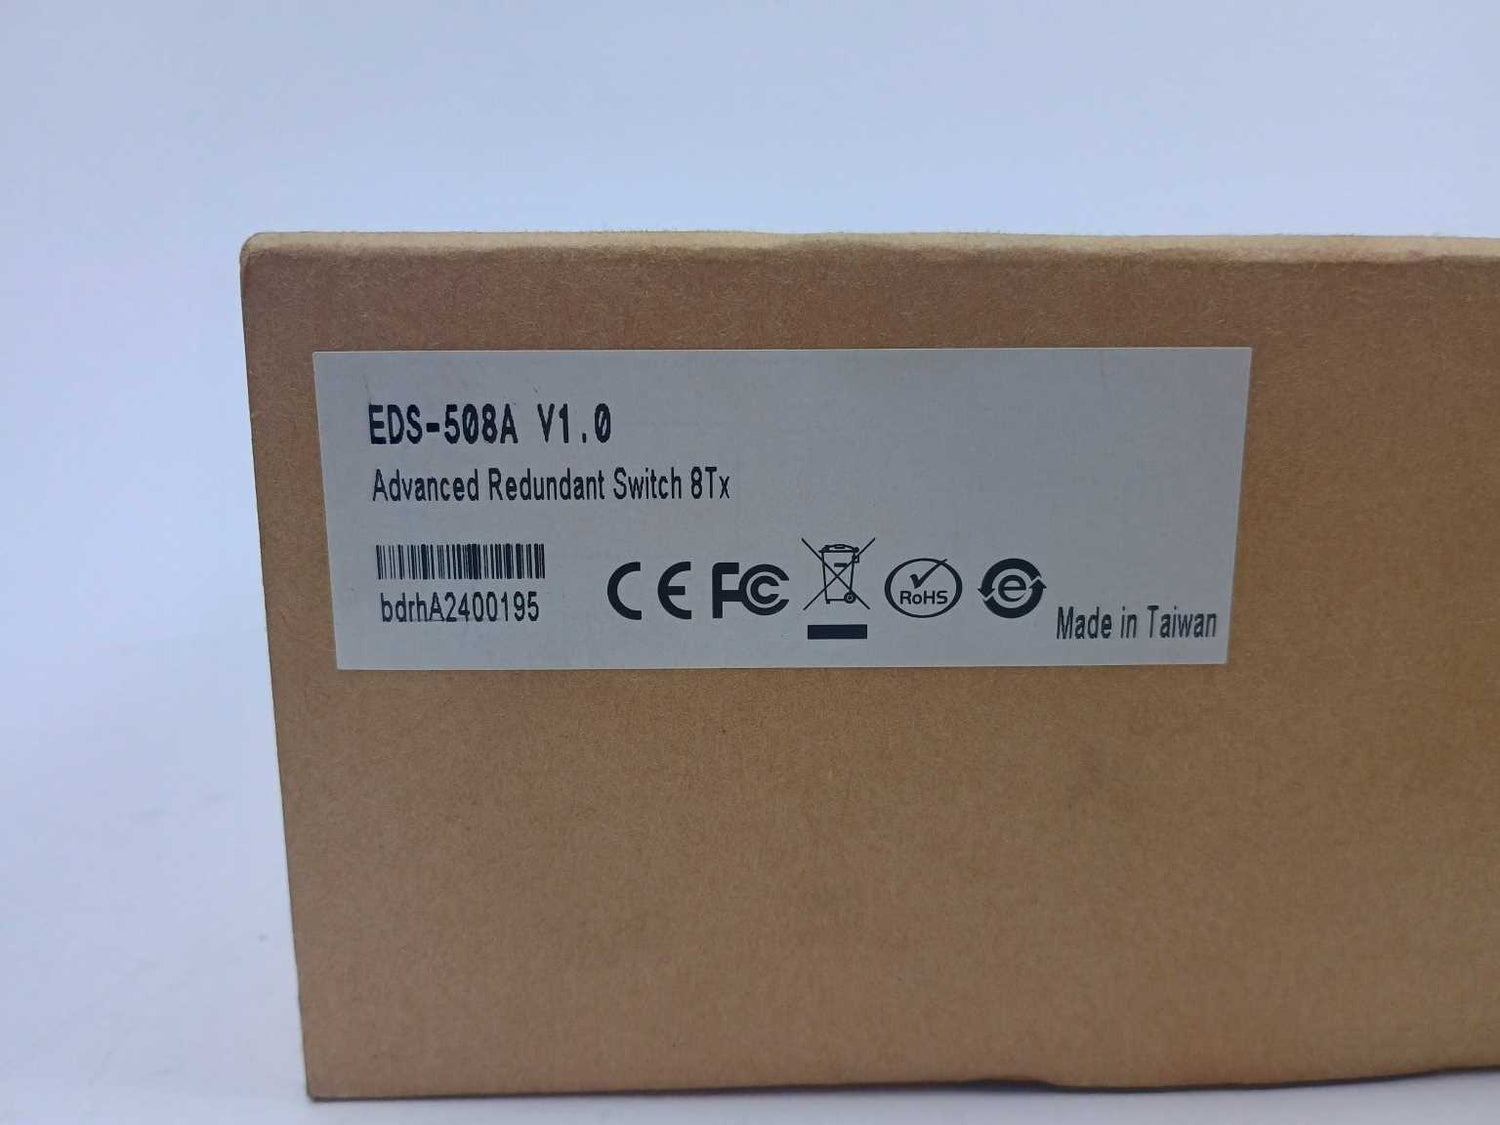 EDS-508A V1.0
Advanced Redundant Switch 8Tx
bdrhA2400195
CE FC RoHS e Made in Taiwan